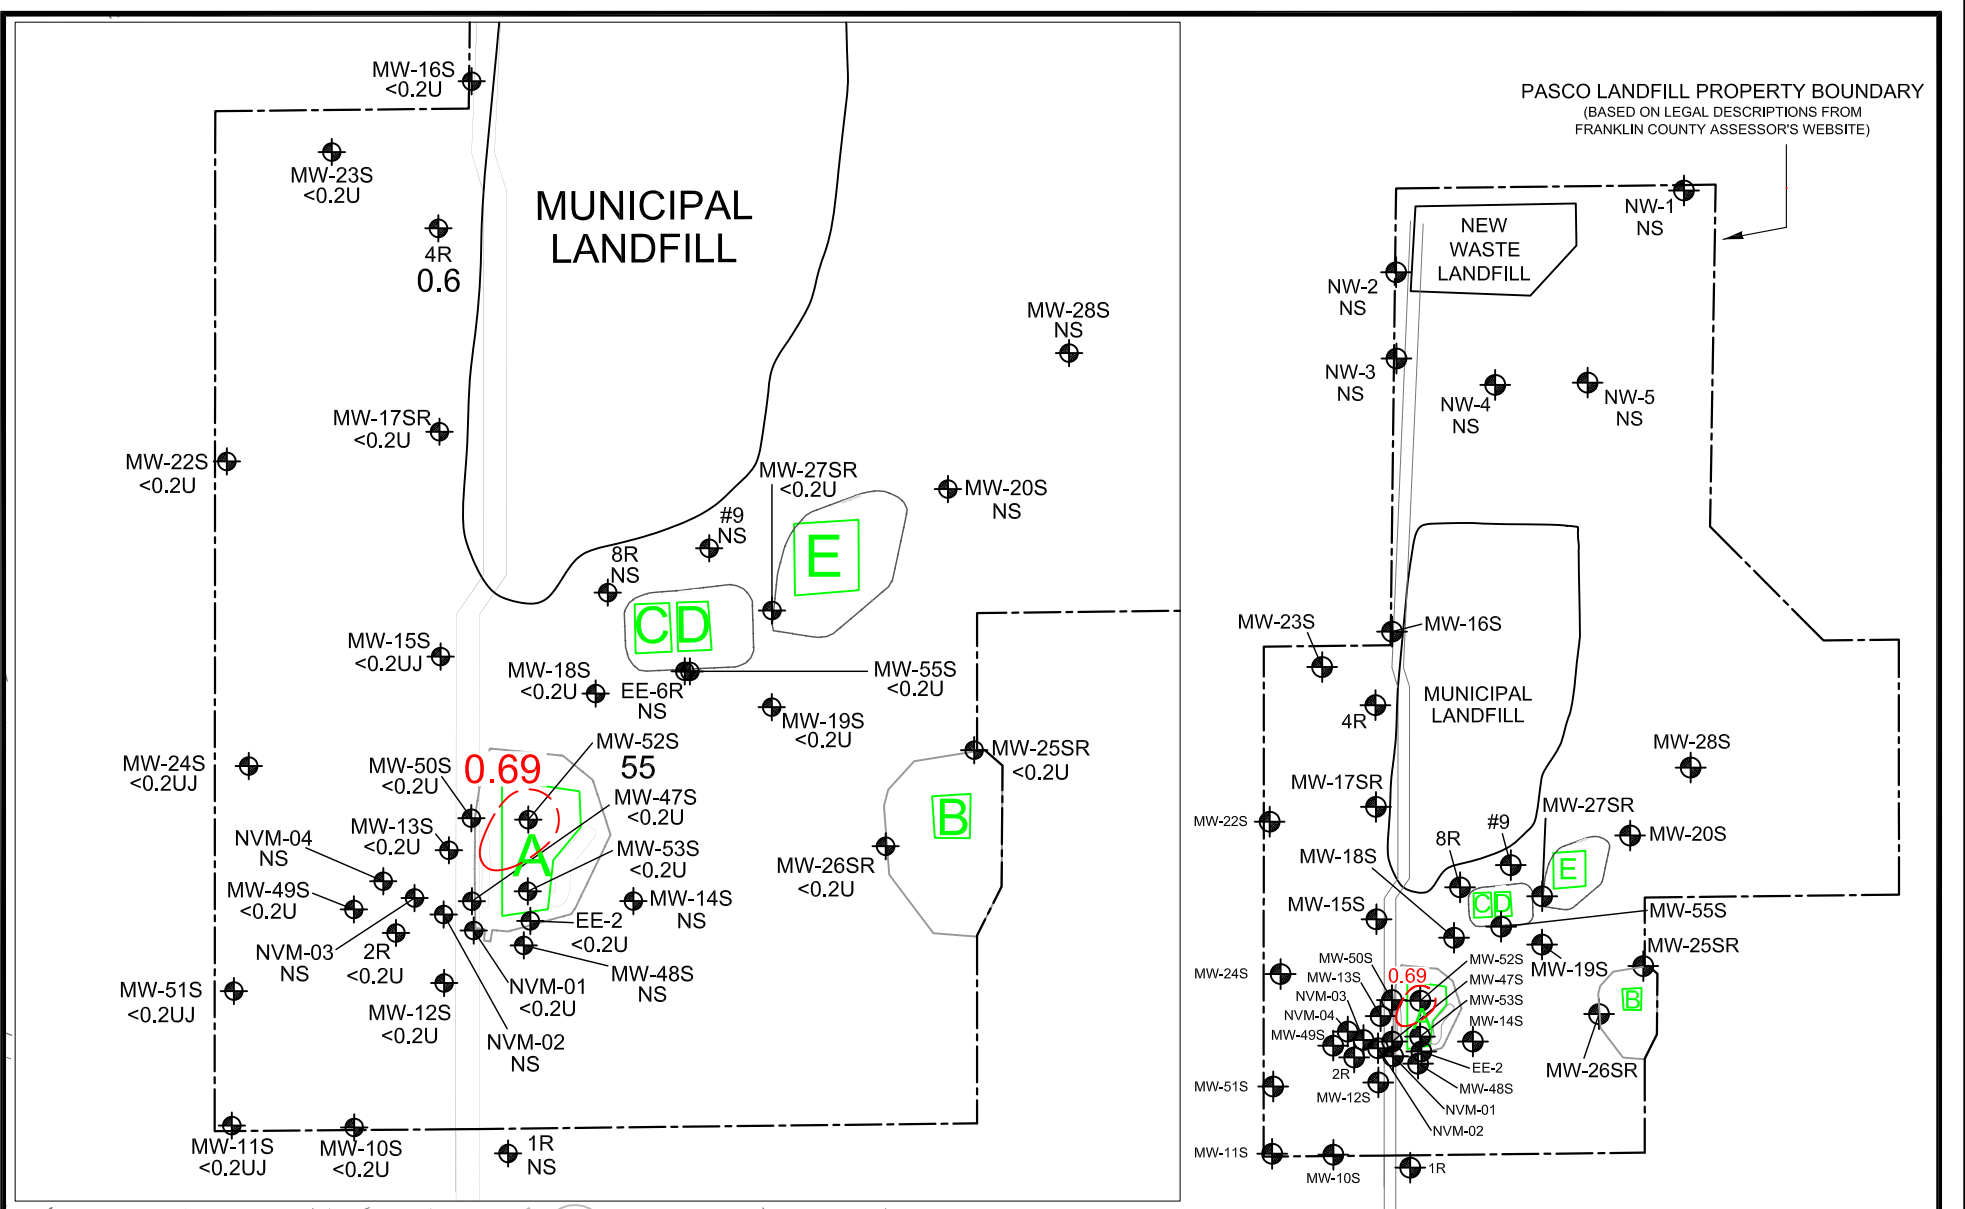 MW-16S
<0.2U
MW-23S
<0.2U
4R
0.6
MUNICIPAL
LANDFILL
MW-28S
NS
MW-17SR
<0.2U
MW-22S
<0.2U
MW-27SR
<0.2U
MW-20S
NS
#9
NS
8R
NS
E
C D
MW-15S
<0.2UJ
MW-18S
<0.2U
EE-6R
NS
MW-55S
<0.2U
MW-19S
<0.2U
MW-52S
55
MW-25SR
<0.2U
MW-24S
<0.2UJ
MW-50S
<0.2U
0.69
MW-47S
<0.2U
B
MW-13S
<0.2U
NVM-04
NS
A
MW-53S
<0.2U
MW-26SR
<0.2U
MW-49S
<0.2U
MW-14S
NS
EE-2
<0.2U
NVM-03
NS
2R
<0.2U
MW-48S
NS
NVM-01
<0.2U
MW-51S
<0.2UJ
MW-12S
<0.2U
NVM-02
NS
MW-11S
<0.2UJ
MW-10S
<0.2U
1R
NS
PASCO LANDFILL PROPERTY BOUNDARY
(BASED ON LEGAL DESCRIPTIONS FROM
FRANKLIN COUNTY ASSESSOR'S WEBSITE)
NW-1
NS
NEW
WASTE
LANDFILL
NW-2
NS
NW-3
NS
NW-4
NS
NW-5
NS
MW-23S
MW-16S
MUNICIPAL
LANDFILL
4R
MW-28S
MW-17SR
MW-27SR
MW-22S
#9
MW-20S
8R
MW-18S
E
CD
MW-15S
MW-55S
MW-25SR
MW-50S
MW-52S
MW-19S
MW-24S
MW-13S
0.69
MW-47S
NVM-03
MW-53S
B
NVM-04
A
MW-14S
MW-49S
EE-2
MW-26SR
2R
MW-51S
MW-48S
MW-12S
NVM-01
NVM-02
MW-11S
MW-10S
1R